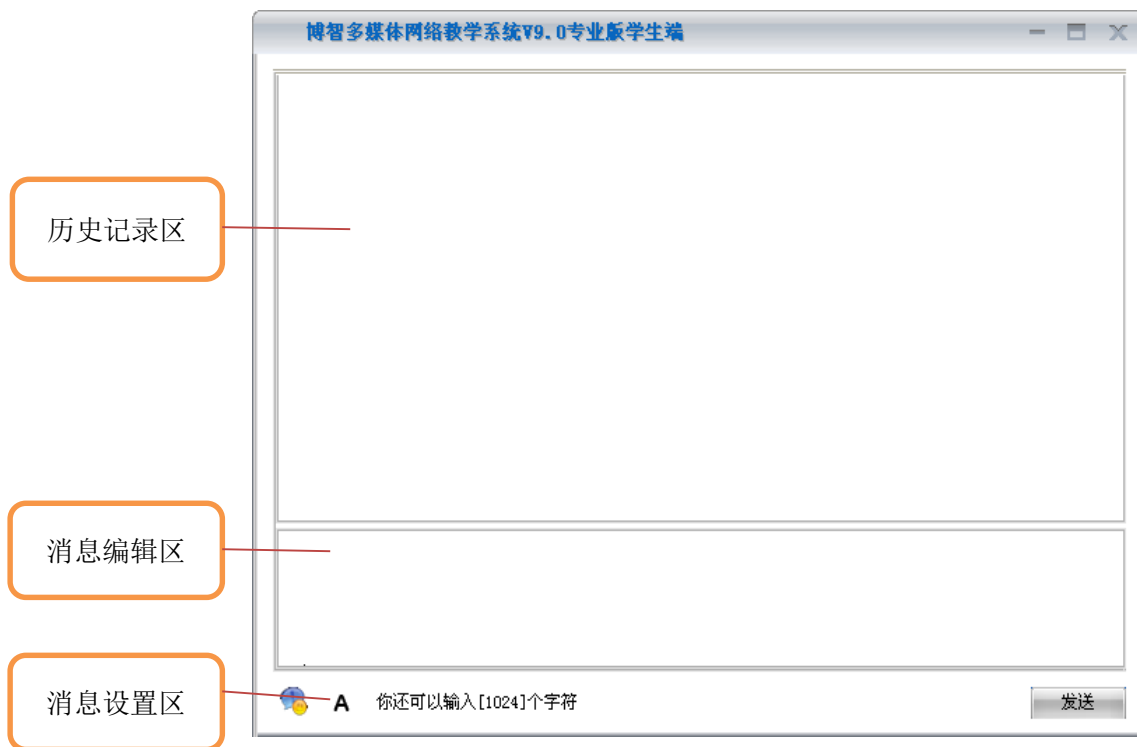 博智多媒体网络教学系统V9.0专业版学生端
历史记录区
消息编辑区
消息设置区
A 你还可以输入[1024]个字符
发送